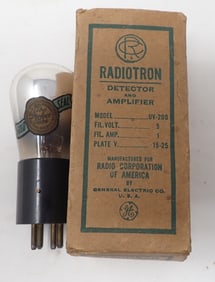 RADIOTRON
DETECTOR
AND
AMPLIFIER
MODEL UV-200
FIL. VOLT. 5
FIL. AMP. 1
PLATE V. 15-25
MANUFACTURED FOR
RADIO CORPORATION
OF AMERICA
BY
GENERAL ELECTRIC CO.
U. S. A.